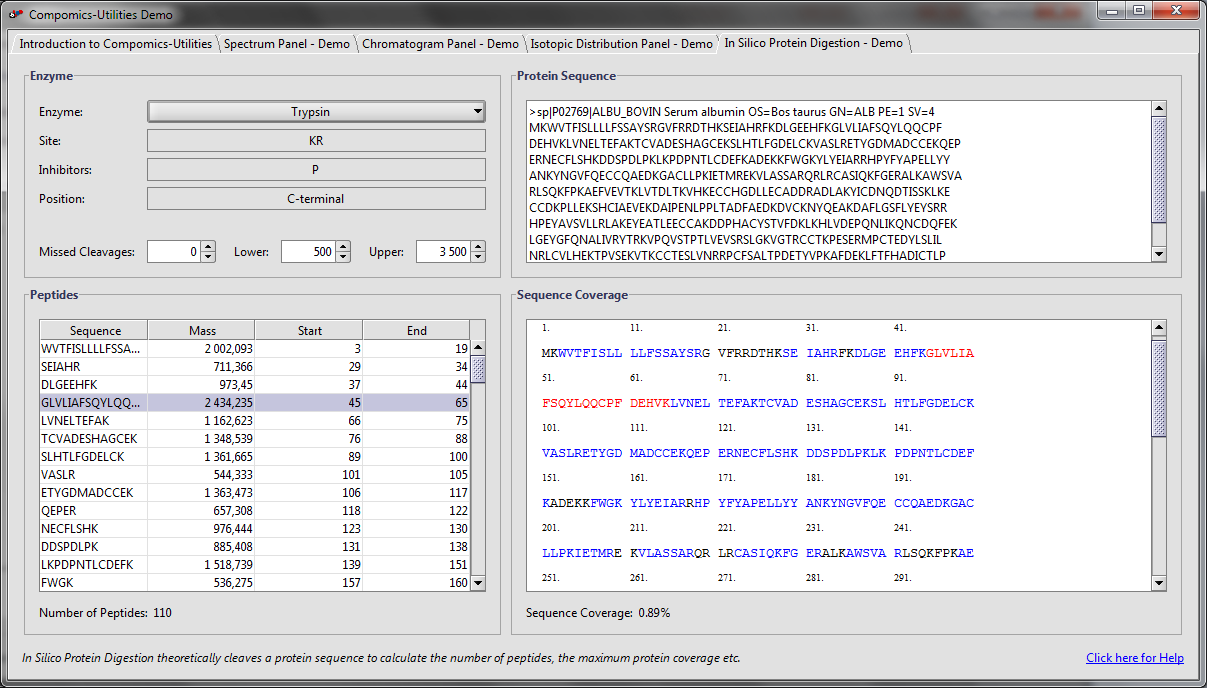 Compomics-Utilities Demo
Introduction to Compomics-Utilities Spectrum Panel - Demo Chromatogram Panel - Demo Isotopic Distribution Panel - Demo In Silico Protein Digestion - Demo
Enzyme
Enzyme: Trypsin
Site: KR
Inhibitors: P
Position: C-terminal
Missed Cleavages: 0 Lower: 500 Upper: 3 500
Protein Sequence
>sp|P02769|ALBU_BOVIN Serum albumin OS=Bos taurus GN=ALB PE=1 SV=4
MKWVTFISLLLLFSSAYSRGVFRRDTHKSEIAHRFKDLGEEHFKGLVLIAFSQYLQQCPF
DEHVKLVNELTEFAKTCVADESHAGCEKSLHTLFGDELCKVASLRETYGDMADCCEKQEP
ERNECFLSHKDDSPDLPKLKPDPNTLCDEFKADEKKFWGKYLYEIARRHPYFYAPELLYY
ANKYNGVFQECCQAEDKGACLLPKIETMREKVLASSARQRLRCASIQKFGERALKAWSVA
RLSQKFPKAEFVEVTKLVTDLTKVHKECCHGDLLECADDRADLAKYICDNQDTISSKLKE
CCDKPLLEKSHCIAEVEKDAIPENLPPLTADFAEDKDVCKNYQEAKDAFLGSFLYEYSRR
HPEYAVSVLLRLAKEYEATLEECCAKDDPHACYSTVFDKLKHLVDEPQNLIKQNCDQFEK
LGEYGFQNALIVRYTRKVPQVSTPTLVEVSRSLGKVGTRCCTKPESERMPCTEDYLSLIL
NRLCVLHEKTPVSEKVTKCCTESLVNRRPCFSALTPDETYVPKAFDEKLFTFHADICTLP
Peptides
Sequence Mass Start End
WVTFISLLLLFSSA... 2 002,093 3 19
SEIAHR 711,366 29 34
DLGEEHFK 973,45 37 44
GLVLIAFSQYLQQ... 2 434,235 45 65
LVNELTEFAK 1 162,623 66 75
TCVADESHAGCEK 1 348,539 76 88
SLHTLFGDELCK 1 361,665 89 100
VASLR 544,333 101 105
ETYGDMADCCEK 1 363,473 106 117
QEPER 657,308 118 122
NECFLSHK 976,444 123 130
DDSPDLPK 885,408 131 138
LKPDPNTLCDEFK 1 518,739 139 151
FWGK 536,275 157 160
Number of Peptides: 110
Sequence Coverage
1. 11. 21. 31. 41.
MKWVTFISLL LLFSSAYSRG VFRRDTHKSE IAHRFKDLGE EHFKGLVLIA
51. 61. 71. 81. 91.
FSQYLQQCPF DEHVKLVNEL TEFAKTCVAD ESHAGCEKSL HTLFGDELCK
101. 111. 121. 131. 141.
VASLRETYGD MADCCEKQEP ERNECFLSHK DDSPDLPKLK PDPNTLCDEF
151. 161. 171. 181. 191.
KADEKKFWGK YLYEIARRHP YFYAPELLYY ANKYNGVFQE CCQAEDKGAC
201. 211. 221. 231. 241.
LLPKIETMRE KVLASSARQR LRCASIQKFG ERALKAWSVA RLSQKFPKAE
251. 261. 271. 281. 291.
Sequence Coverage: 0.89%
In Silico Protein Digestion theoretically cleaves a protein sequence to calculate the number of peptides, the maximum protein coverage etc.
Click here for Help